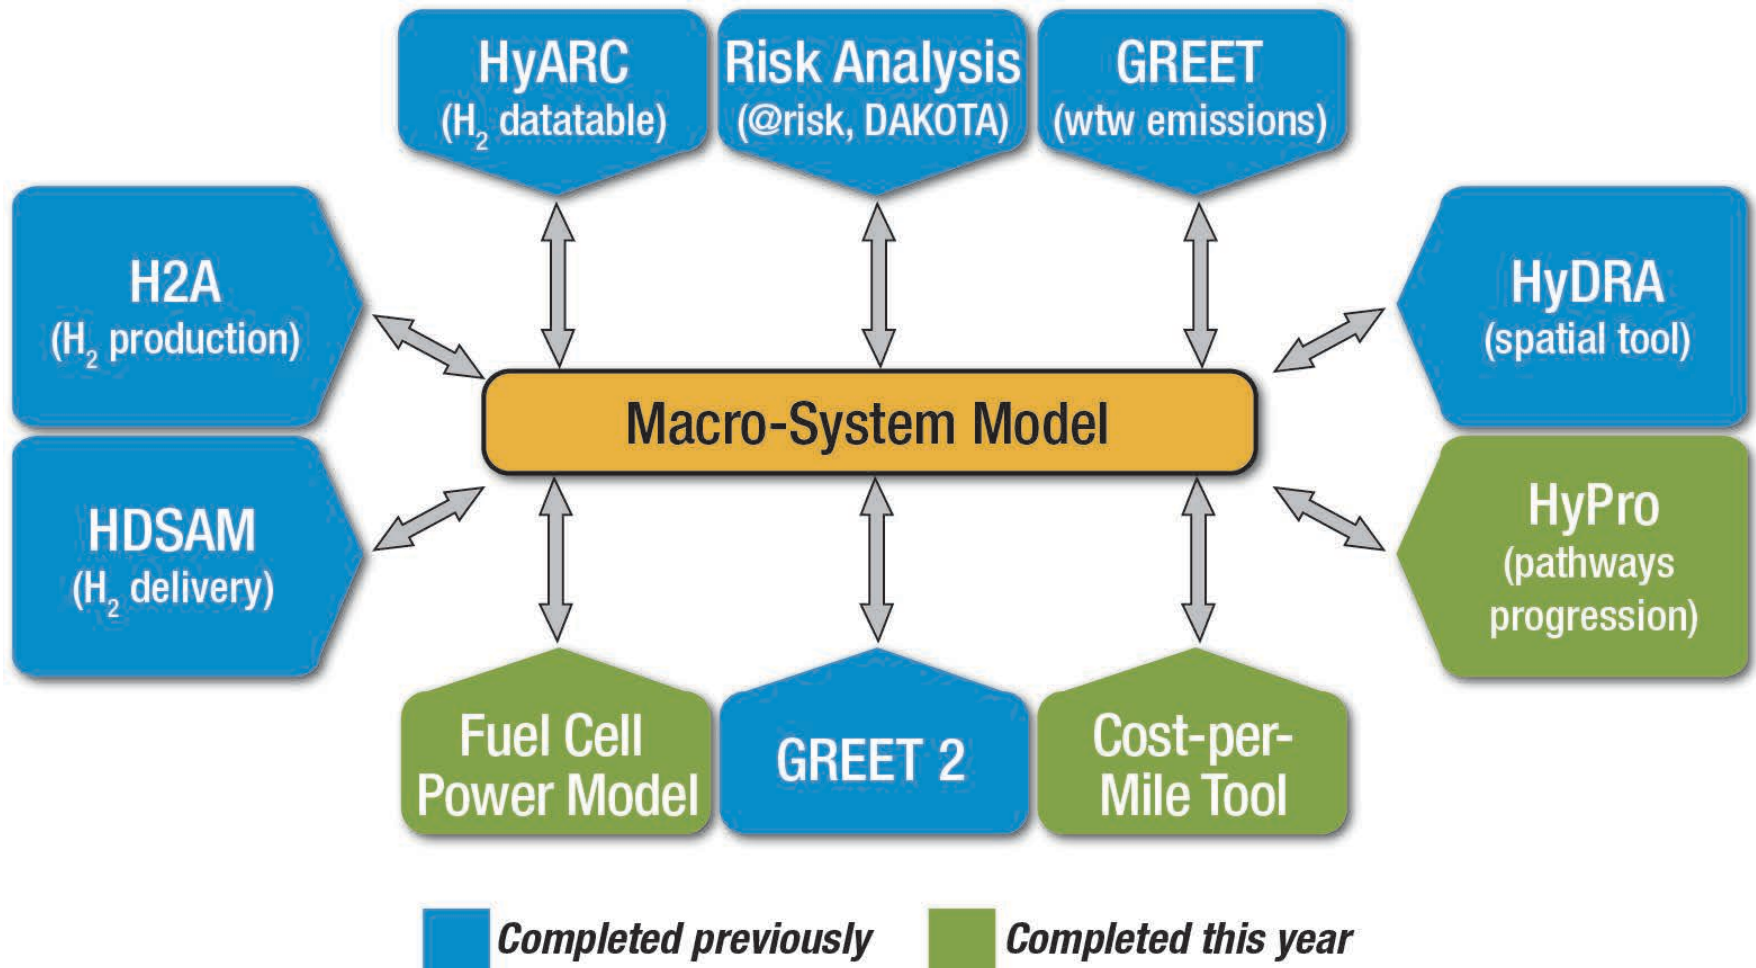 HyARC
(H₂ datatable)
Risk Analysis
(@risk, DAKOTA)
GREET
(wtw emissions)
H2A
(H₂ production)
HyDRA
(spatial tool)
Macro-System Model
HDSAM
(H₂ delivery)
HyPro
(pathways
progression)
Fuel Cell
Power Model
GREET 2
Cost-per-
Mile Tool
Completed previously
Completed this year